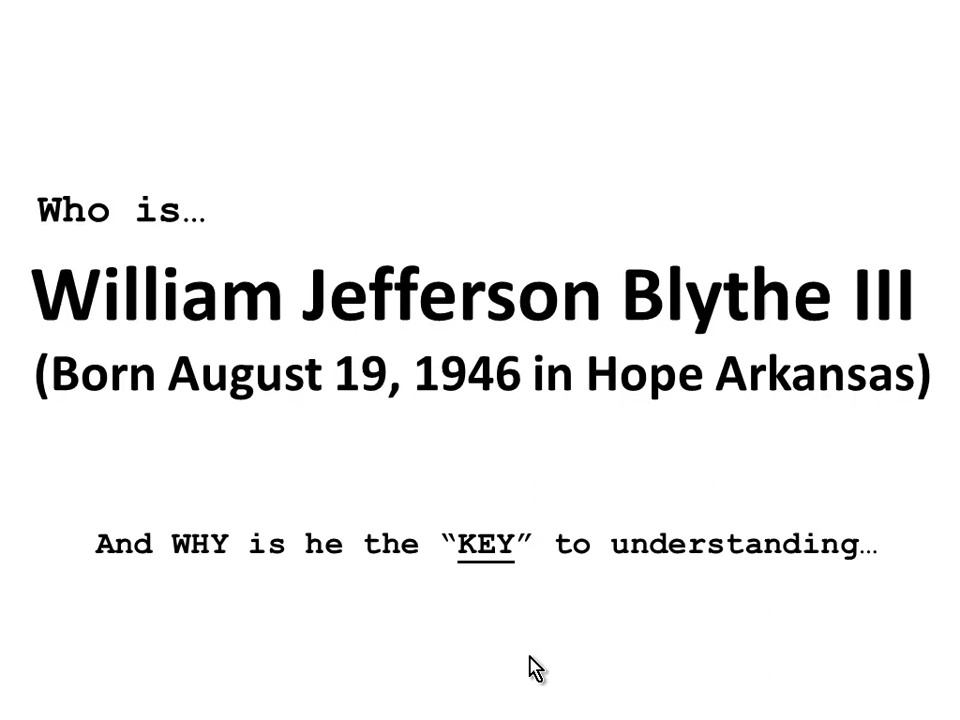 Who is…
William Jefferson Blythe III
(Born August 19, 1946 in Hope Arkansas)
And WHY is he the “KEY” to understanding…